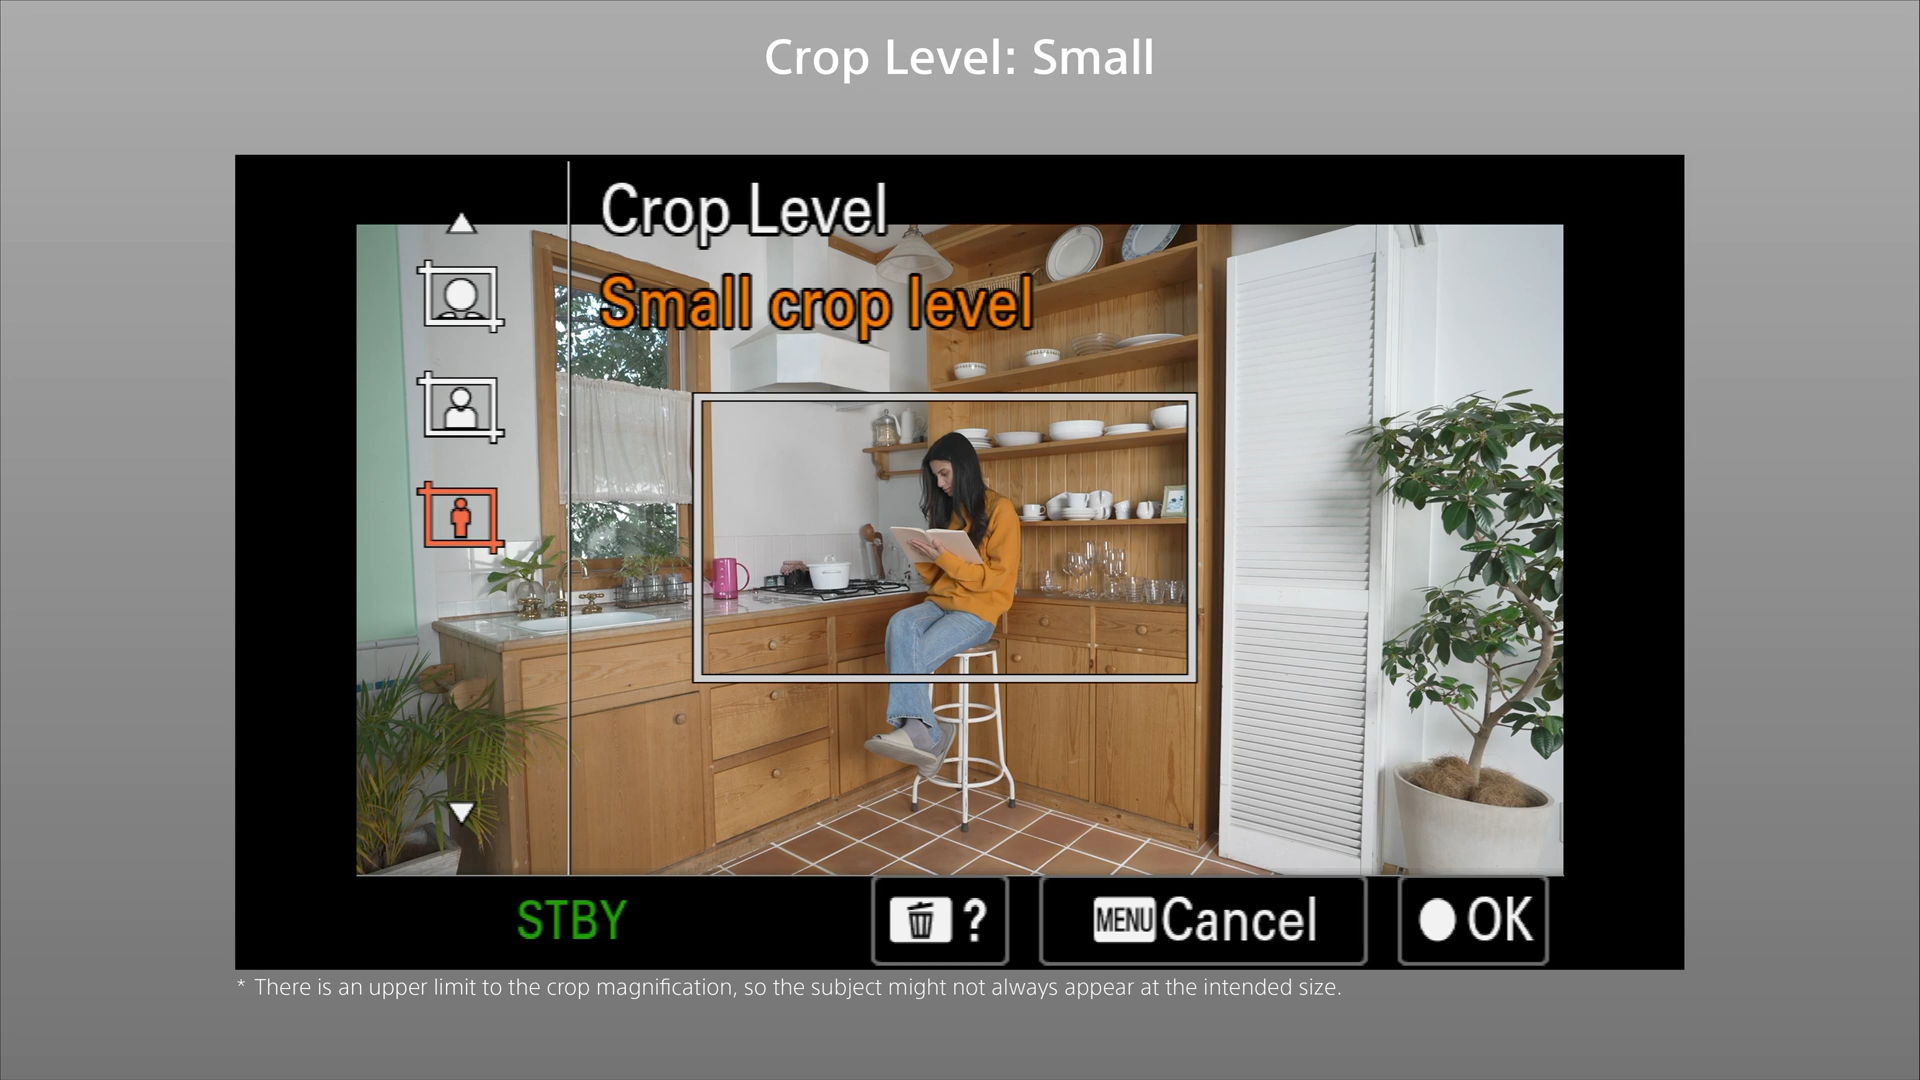 Crop Level: Small
Crop Level
Small crop level
STBY
?
MENU Cancel
OK
* There is an upper limit to the crop magnification, so the subject might not always appear at the intended size.